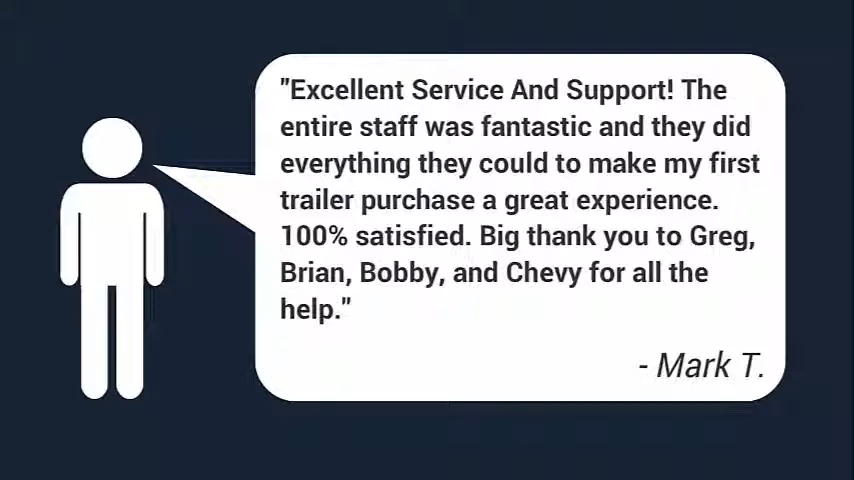 "Excellent Service And Support! The
entire staff was fantastic and they did
everything they could to make my first
trailer purchase a great experience.
100% satisfied. Big thank you to Greg,
Brian, Bobby, and Chevy for all the
help."
- Mark T.